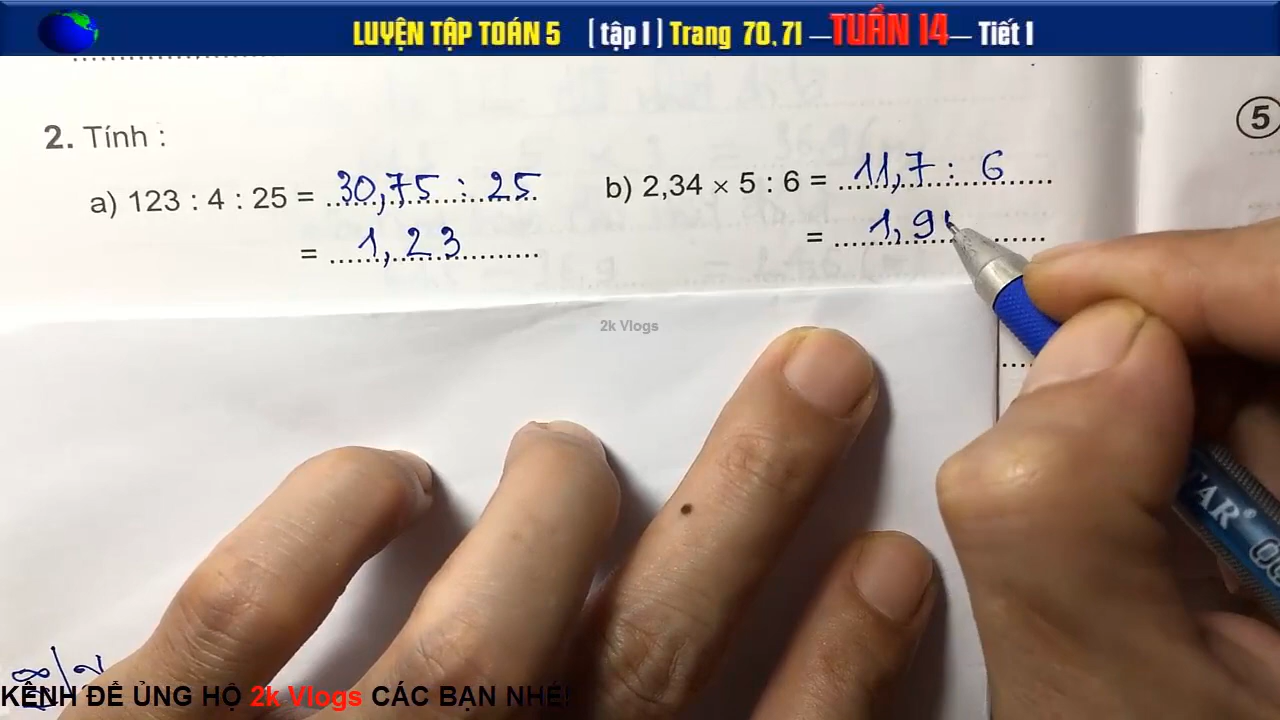 LUYỆN TẬP TOÁN 5 ( tập 1 ) Trang 70, 71 — TUẦN 14 — Tiết 1
5
2. Tính :
a) 123 : 4 : 25 = 30,75 : 25
= 1,23
b) 2,34 × 5 : 6 = 11,7 : 6
= 1,9
2k Vlogs
KÊNH ĐỂ ỦNG HỘ 2k Vlogs CÁC BẠN NHÉ!